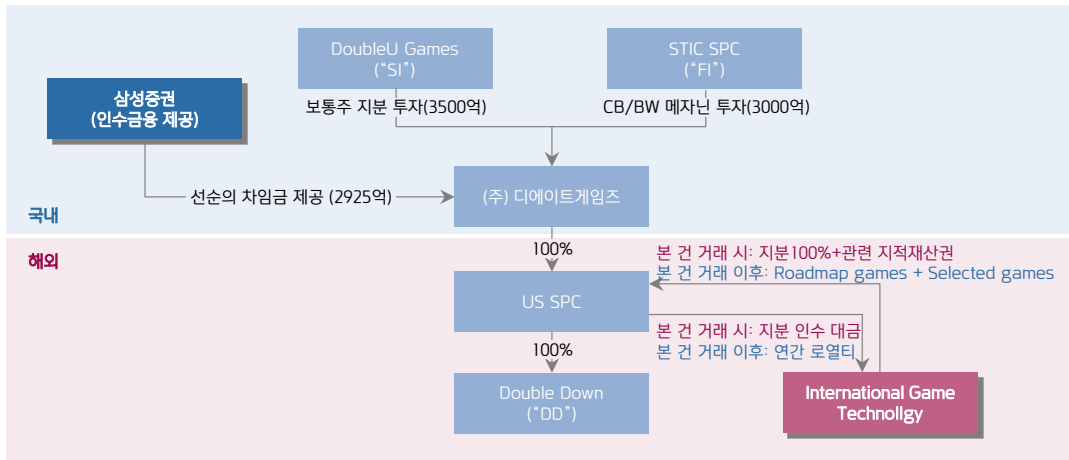 DoubleU Games
(“SI”)
STIC SPC
(“FI”)
삼성증권
(인수금융 제공)
보통주 지분 투자(3500억)
CB/BW 메자닌 투자(3000억)
선순의 차임금 제공 (2925억)
(주) 디에이트게임즈
국내
해외
100%
본 건 거래 시: 지분100%+관련 지적재산권
본 건 거래 이후: Roadmap games + Selected games
US SPC
본 건 거래 시: 지분 인수 대금
본 건 거래 이후: 연간 로열티
100%
Double Down
(“DD”)
International Game
Technollgy